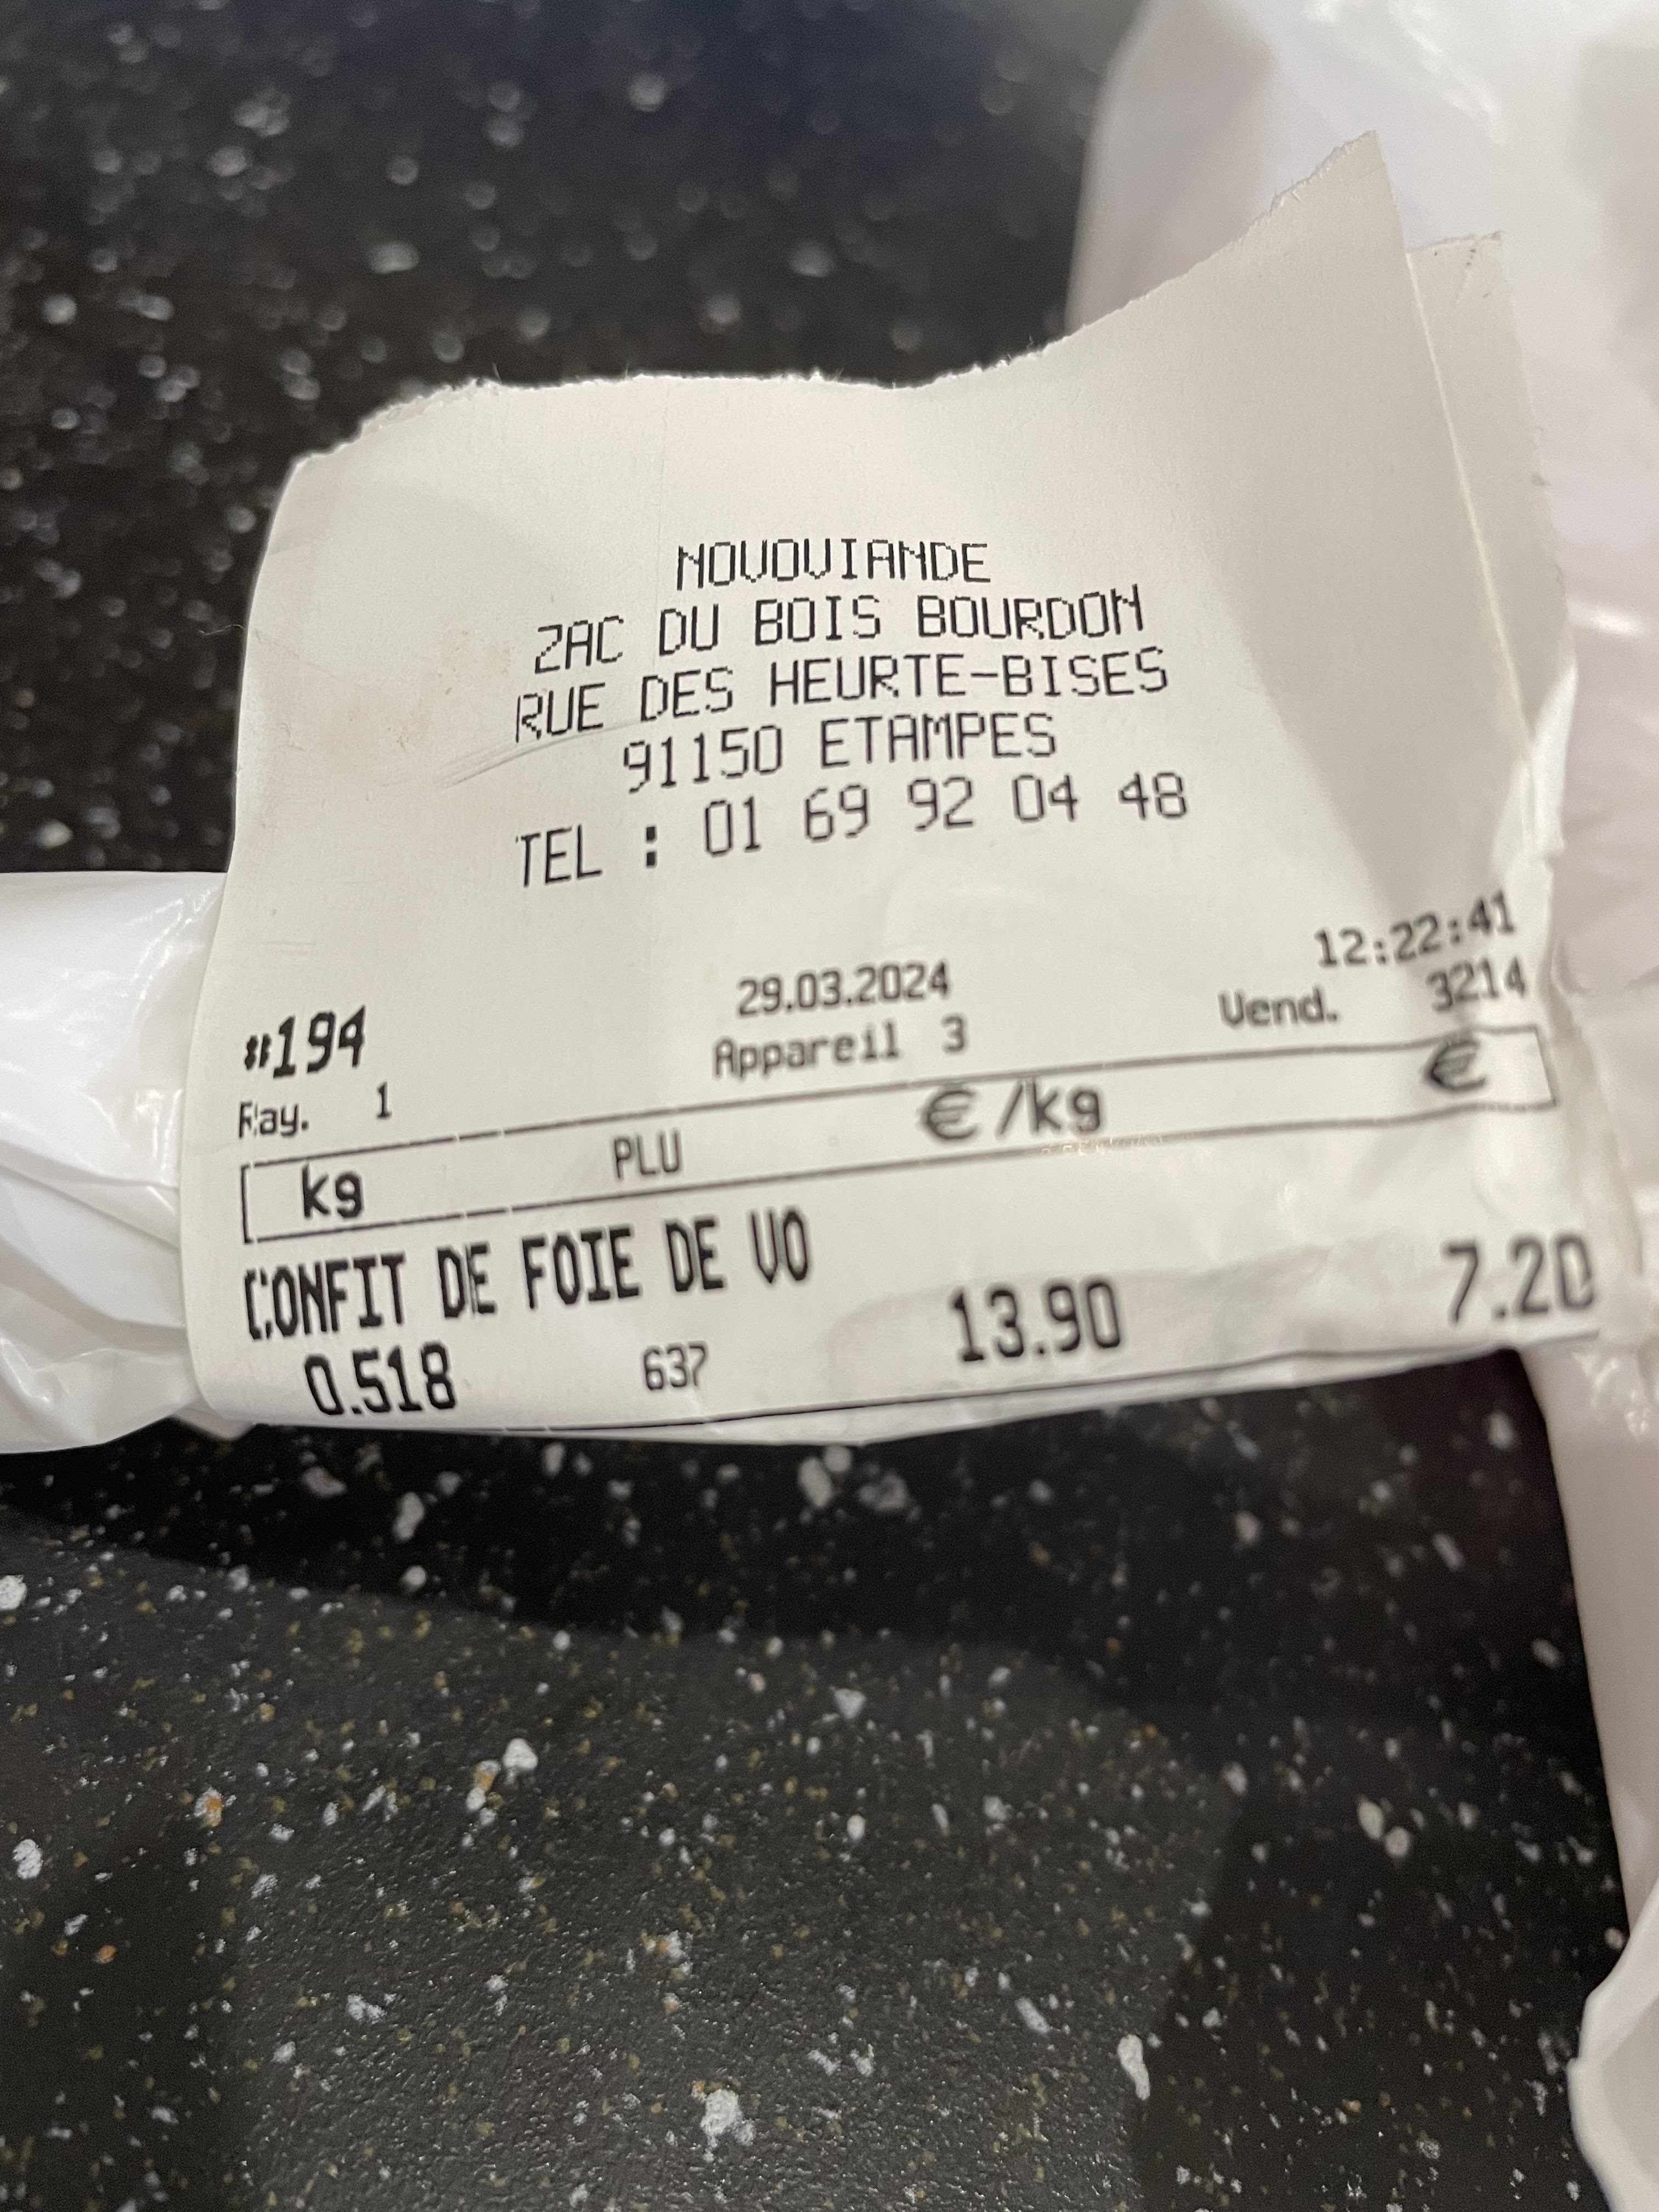 NOVOVIANDE
ZAC DU BOIS BOURDON
RUE DES HEURTE-BISES
91150 ETAMPES
TEL : 01 69 92 04 48
#194 29.03.2024 12:22:41
Ray. 1 Appareil 3 Vend. 3214
kg PLU €/kg €
CONFIT DE FOIE DE VO
0.518 637 13.90 7.20